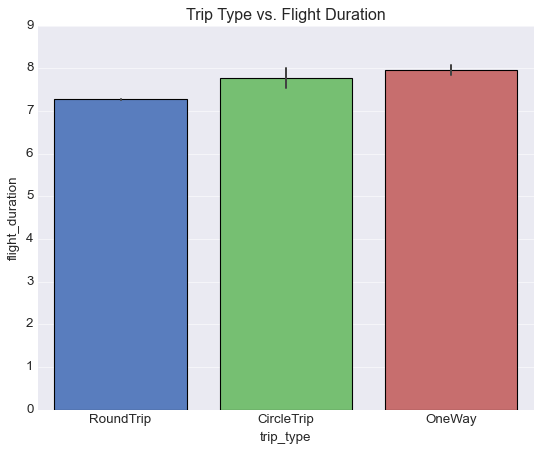 Trip Type vs. Flight Duration
9
8
7
6
5
4
3
2
1
0
flight_duration
RoundTrip CircleTrip OneWay
trip_type